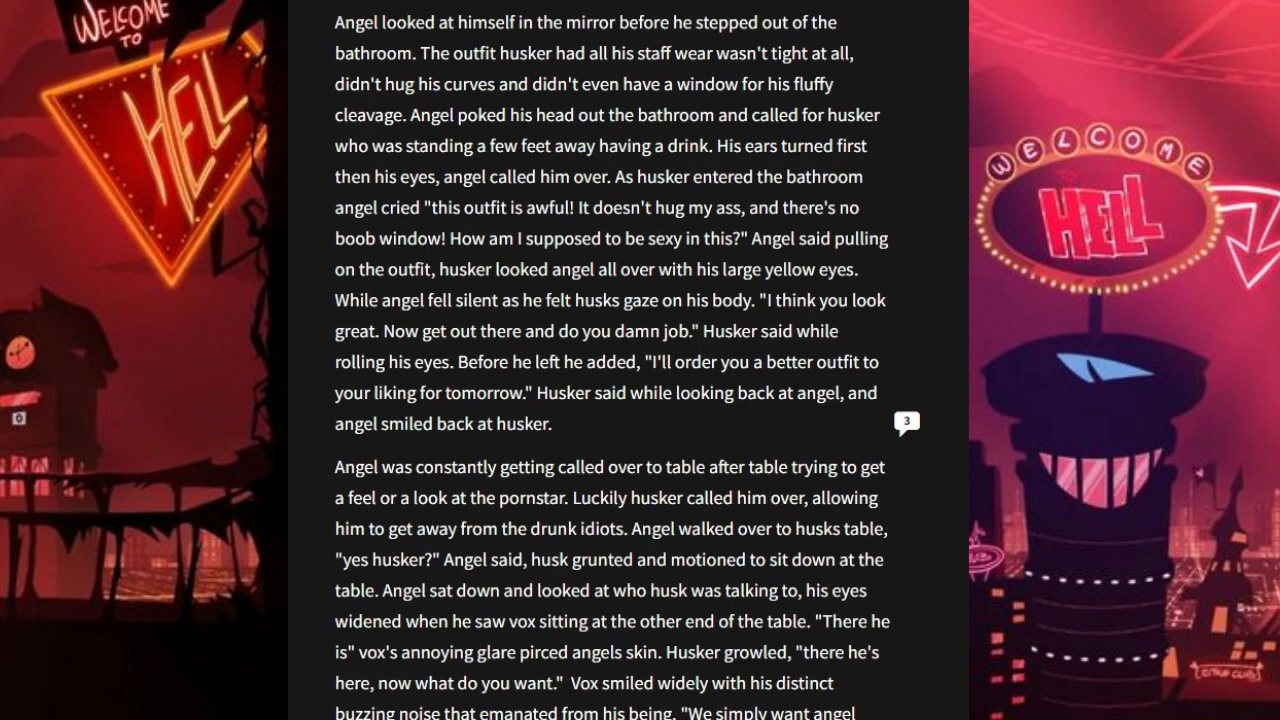 WELCOME
TO
HELL
Angel looked at himself in the mirror before he stepped out of the
bathroom. The outfit husker had all his staff wear wasn't tight at all,
didn't hug his curves and didn't even have a window for his fluffy
cleavage. Angel poked his head out the bathroom and called for husker
who was standing a few feet away having a drink. His ears turned first
then his eyes, angel called him over. As husker entered the bathroom
angel cried "this outfit is awful! It doesn't hug my ass, and there's no
boob window! How am I supposed to be sexy in this?" Angel said pulling
on the outfit, husker looked angel all over with his large yellow eyes.
While angel fell silent as he felt husks gaze on his body. "I think you look
great. Now get out there and do you damn job." Husker said while
rolling his eyes. Before he left he added, "I'll order you a better outfit to
your liking for tomorrow." Husker said while looking back at angel, and
angel smiled back at husker.
3
Angel was constantly getting called over to table after table trying to get
a feel or a look at the pornstar. Luckily husker called him over, allowing
him to get away from the drunk idiots. Angel walked over to husks table,
"yes husker?" Angel said, husk grunted and motioned to sit down at the
table. Angel sat down and looked at who husk was talking to, his eyes
widened when he saw vox sitting at the other end of the table. "There he
is" vox's annoying glare pirced angels skin. Husker growled, "there he's
here, now what do you want."  Vox smiled widely with his distinct
buzzing noise that emanated from his being. "We simply want angel
WELCOME
HELL